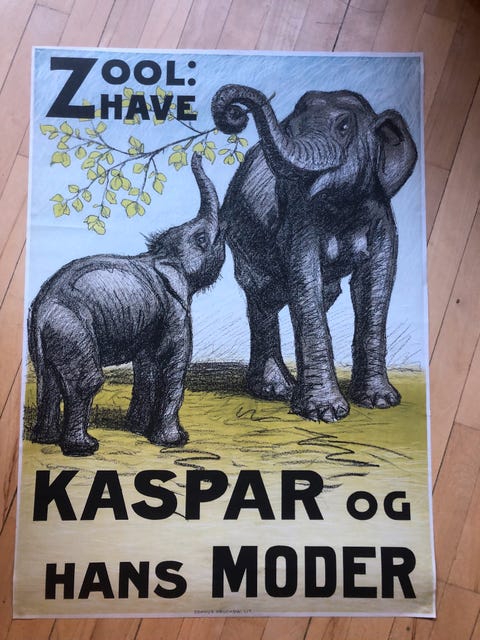 ZOOL:
HAVE
KASPAR OG
HANS MODER